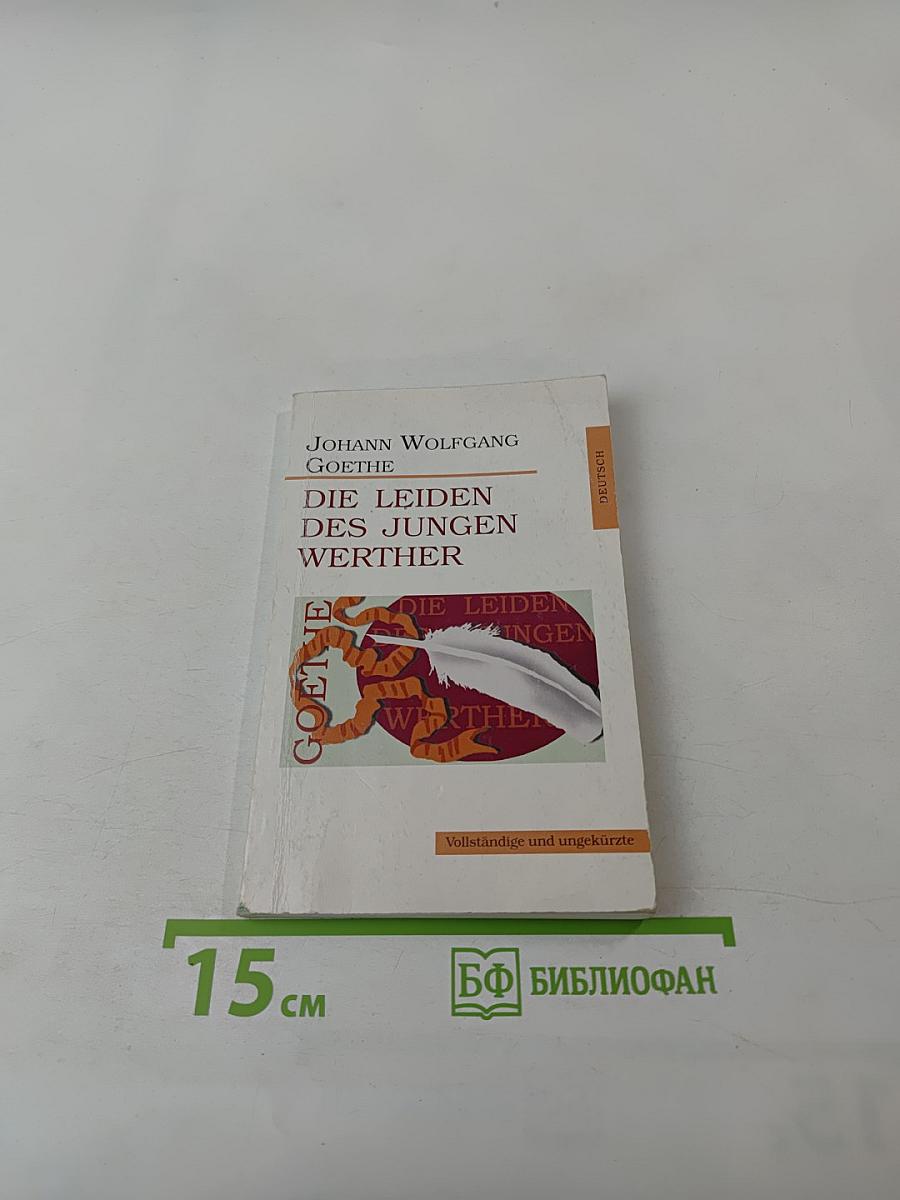 JOHANN WOLFGANG
GOETHE
DIE LEIDEN
DES JUNGEN
WERTHER
DEUTSCH
GOETHE
DIE LEIDEN
WERTHER
Vollständige und ungekürzte
15 см
БФ БИБЛИОФАН